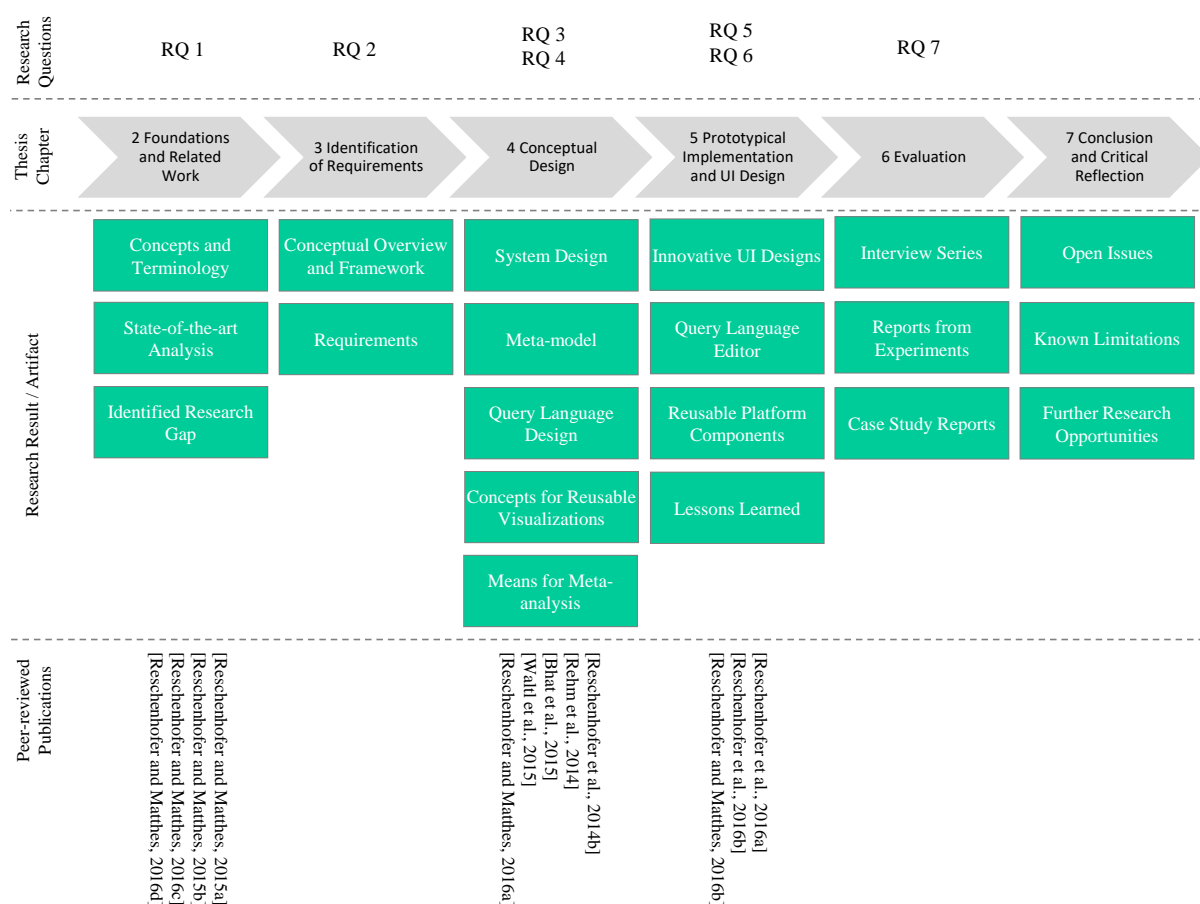 Research
Questions
RQ 1
RQ 2
RQ 3
RQ 4
RQ 5
RQ 6
RQ 7
Thesis
Chapter
2 Foundations
and Related
Work
3 Identification
of Requirements
4 Conceptual
Design
5 Prototypical
Implementation
and UI Design
6 Evaluation
7 Conclusion
and Critical
Reflection
Research Result / Artifact
Concepts and
Terminology
State-of-the-art
Analysis
Identified Research
Gap
Conceptual Overview
and Framework
Requirements
System Design
Meta-model
Query Language
Design
Concepts for Reusable
Visualizations
Means for Meta-
analysis
Innovative UI Designs
Query Language
Editor
Reusable Platform
Components
Lessons Learned
Interview Series
Reports from
Experiments
Case Study Reports
Open Issues
Known Limitations
Further Research
Opportunities
Peer-reviewed
Publications
[Reschenhofer and Matthes, 2015a]
[Reschenhofer and Matthes, 2015b]
[Reschenhofer and Matthes, 2016c]
[Reschenhofer and Matthes, 2016d]
[Reschenhofer et al., 2014b]
[Rehm et al., 2014]
[Bhat et al., 2015]
[Waltl et al., 2015]
[Reschenhofer and Matthes, 2016a]
[Reschenhofer et al., 2016a]
[Reschenhofer et al., 2016b]
[Reschenhofer and Matthes, 2016b]